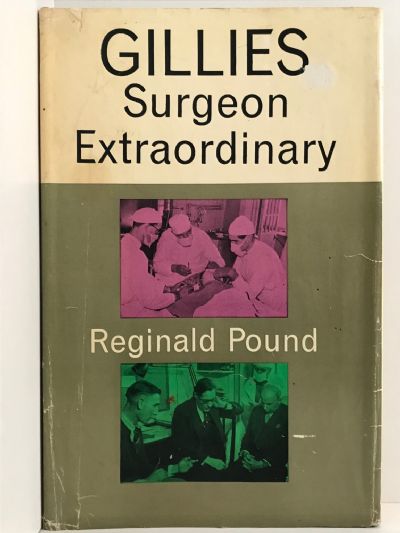 GILLIES
Surgeon
Extraordinary
Reginald Pound